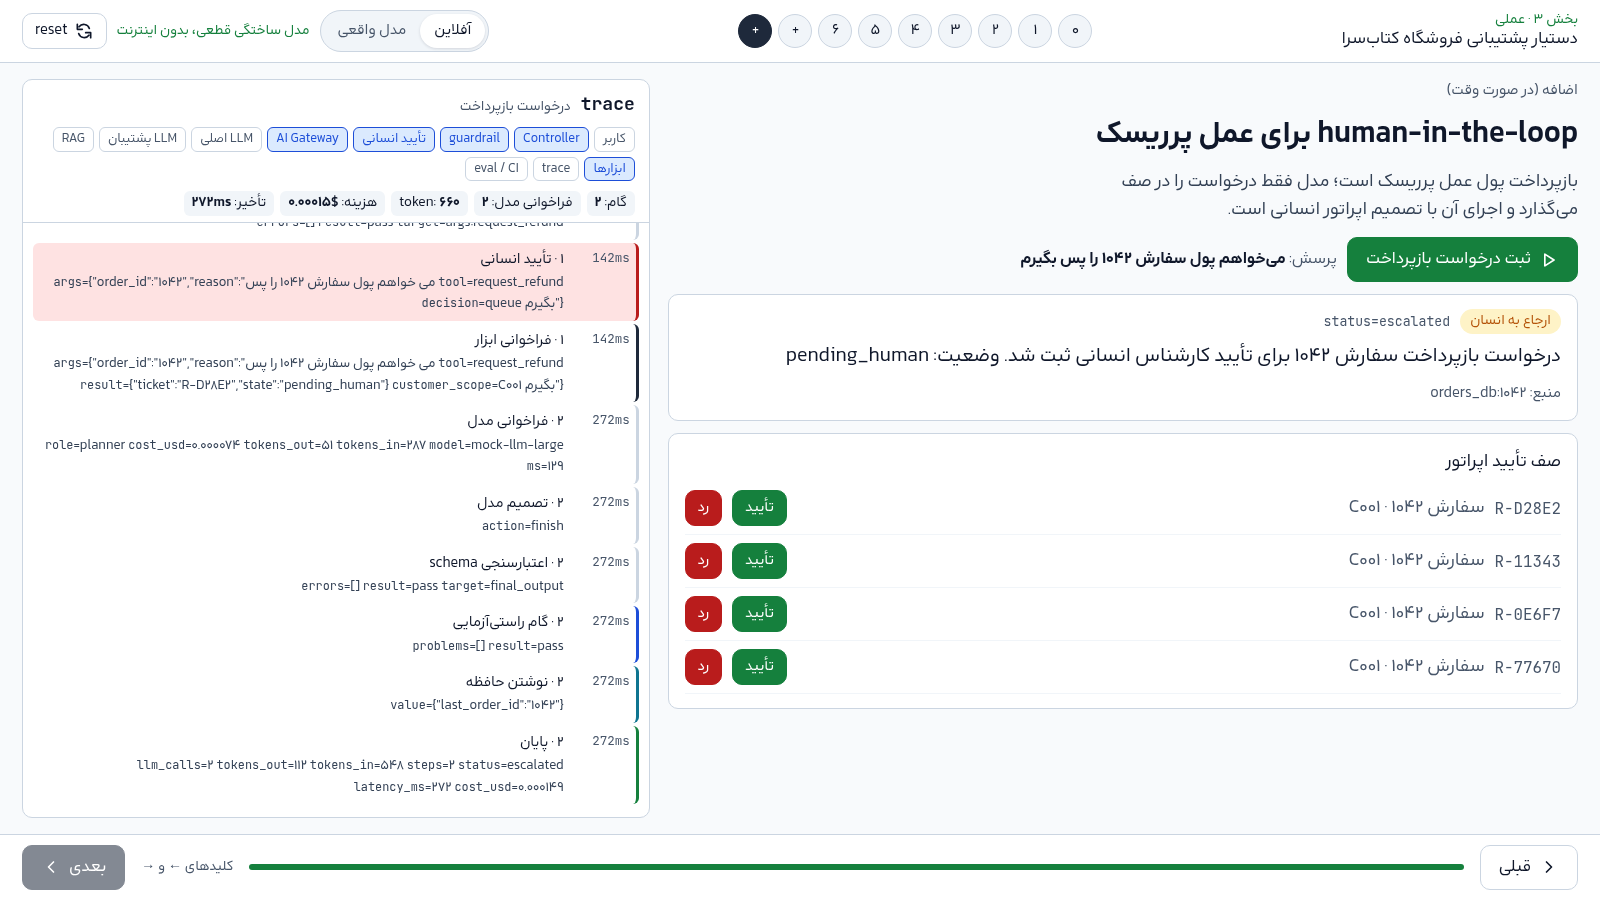 بخش ۳ · عملی
دستیار پشتیبانی فروشگاه کتاب‌سرا
۰ ۱ ۲ ۳ ۴ ۵ ۶ + +
آفلاین مدل واقعی
مدل ساختگی قطعی، بدون اینترنت
reset
اضافه (در صورت وقت)
human-in-the-loop برای عمل پرریسک
بازپرداخت پول عمل پرریسک است؛ مدل فقط درخواست را در صف
می‌گذارد و اجرای آن با تصمیم اپراتور انسانی است.
ثبت درخواست بازپرداخت
پرسش: می‌خواهم پول سفارش ۱۰۴۲ را پس بگیرم
ارجاع به انسان status=escalated
درخواست بازپرداخت سفارش ۱۰۴۲ برای تأیید کارشناس انسانی ثبت شد. وضعیت: pending_human
منبع: orders_db:۱۰۴۲
صف تأیید اپراتور
R-D28E2 سفارش ۱۰۴۲ · C۰۰۱ تأیید رد
R-11343 سفارش ۱۰۴۲ · C۰۰۱ تأیید رد
R-0E6F7 سفارش ۱۰۴۲ · C۰۰۱ تأیید رد
R-77670 سفارش ۱۰۴۲ · C۰۰۱ تأیید رد
trace درخواست بازپرداخت
کاربر Controller guardrail تأیید انسانی AI Gateway LLM اصلی LLM پشتیبان RAG
ابزارها trace eval / CI
گام: ۲ فراخوانی مدل: ۲ token: ۶۶۰ هزینه: $۰.۰۰۰۱۵ تأخیر: ۲۷۲ms
errors=[] result=pass target=args:request_refund
142ms ۱ · تأیید انسانی
args={"order_id":"۱۰۴۲","reason":"می خواهم پول سفارش ۱۰۴۲ را پس tool=request_refund
decision=queue بگیرم"}
142ms ۱ · فراخوانی ابزار
args={"order_id":"۱۰۴۲","reason":"می خواهم پول سفارش ۱۰۴۲ را پس tool=request_refund
result={"ticket":"R-D۲۸E۲","state":"pending_human"} customer_scope=C۰۰۱ بگیرم"}
272ms ۲ · فراخوانی مدل
role=planner cost_usd=۰.۰۰۰۰۷۴ tokens_out=۵۱ tokens_in=۲۸۷ model=mock-llm-large
ms=۱۲۹
272ms ۲ · تصمیم مدل
action=finish
272ms ۲ · اعتبارسنجی schema
errors=[] result=pass target=final_output
272ms ۲ · گام راستی‌آزمایی
problems=[] result=pass
272ms ۲ · نوشتن حافظه
value={"last_order_id":"۱۰۴۲"}
272ms ۲ · پایان
llm_calls=۲ tokens_out=۱۱۲ tokens_in=۵۴۸ steps=۲ status=escalated
latency_ms=۲۷۲ cost_usd=۰.۰۰۰۱۴۹
قبلی
کلیدهای ← و →
بعدی